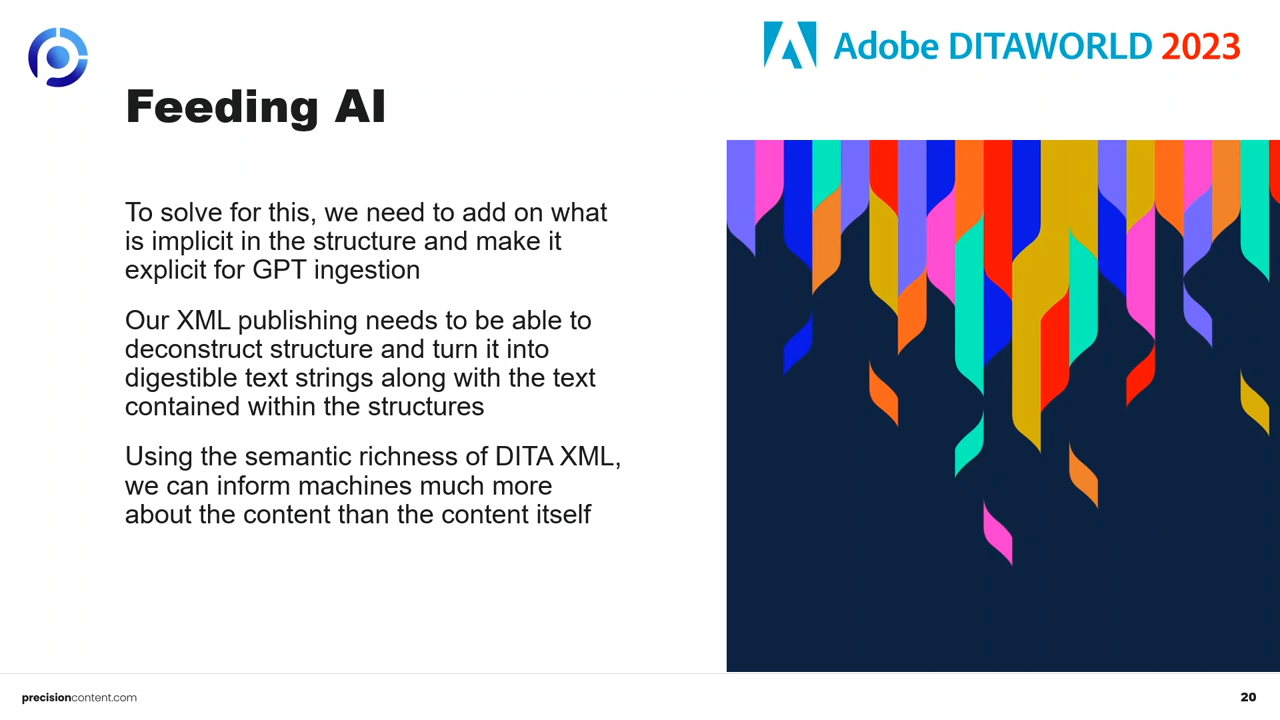 Adobe DITAWORLD 2023
Feeding AI
To solve for this, we need to add on what
is implicit in the structure and make it
explicit for GPT ingestion
Our XML publishing needs to be able to
deconstruct structure and turn it into
digestible text strings along with the text
contained within the structures
Using the semantic richness of DITA XML,
we can inform machines much more
about the content than the content itself
precisioncontent.com
20